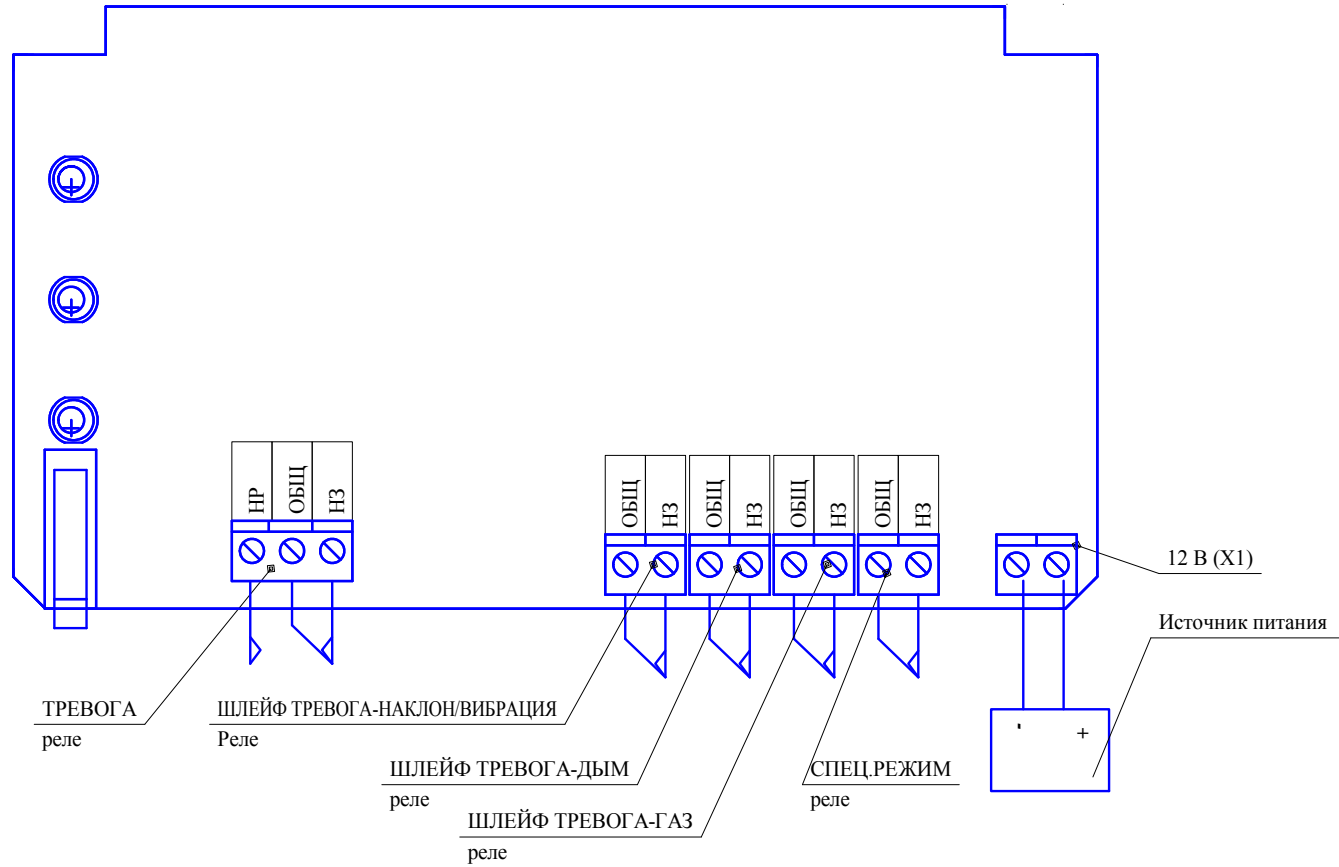 НР
ОБЩ
НЗ
ОБЩ
НЗ
ОБЩ
НЗ
ОБЩ
НЗ
ОБЩ
НЗ
12 В (X1)
Источник питания
- +
ТРЕВОГА
реле
ШЛЕЙФ ТРЕВОГА-НАКЛОН/ВИБРАЦИЯ
Реле
ШЛЕЙФ ТРЕВОГА-ДЫМ
реле
СПЕЦ.РЕЖИМ
реле
ШЛЕЙФ ТРЕВОГА-ГАЗ
реле